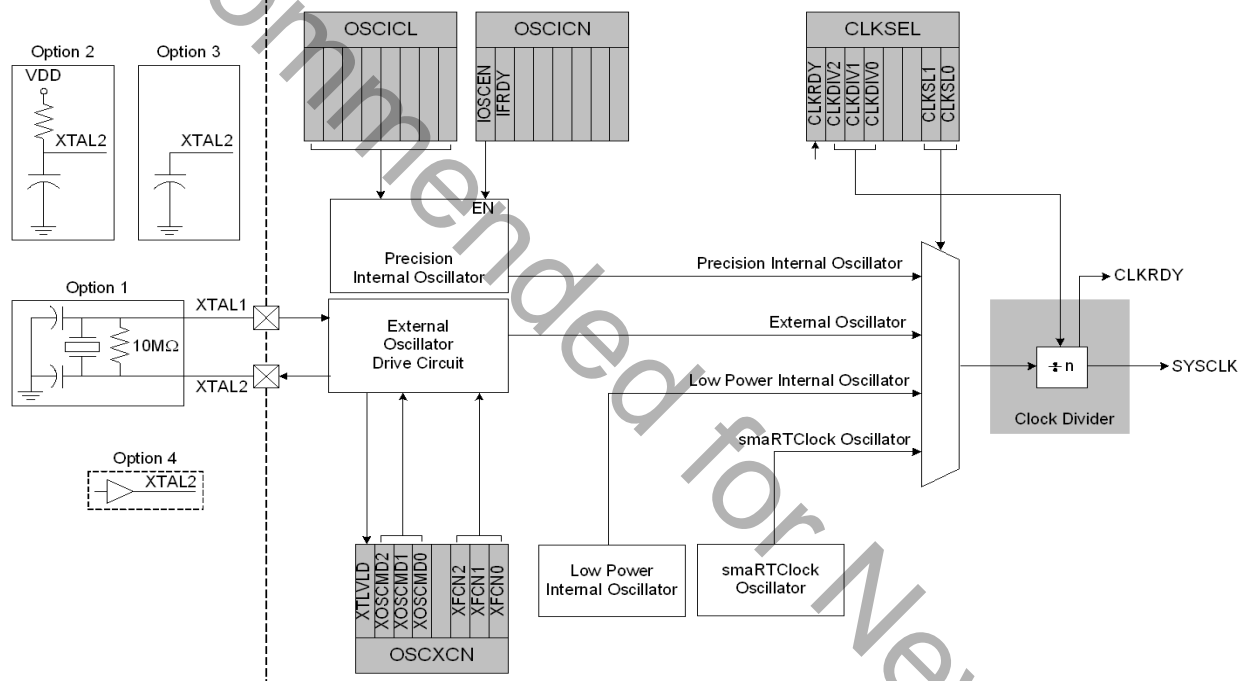 Option 2
VDD
XTAL2
Option 3
XTAL2
Option 1
10MΩ
XTAL1
XTAL2
Option 4
XTAL2
OSCICL
OSCICN
IOSCEN
IFRDY
CLKSEL
CLKRDY
CLKDIV2
CLKDIV1
CLKDIV0
CLKSL1
CLKSL0
EN
Precision
Internal Oscillator
External
Oscillator
Drive Circuit
Precision Internal Oscillator
External Oscillator
Low Power Internal Oscillator
smaRTClock Oscillator
CLKRDY
÷ n
SYSCLK
Clock Divider
XTLVLD
XOSCMD2
XOSCMD1
XOSCMD0
XFCN2
XFCN1
XFCN0
OSCXCN
Low Power
Internal Oscillator
smaRTClock
Oscillator
ommended for New